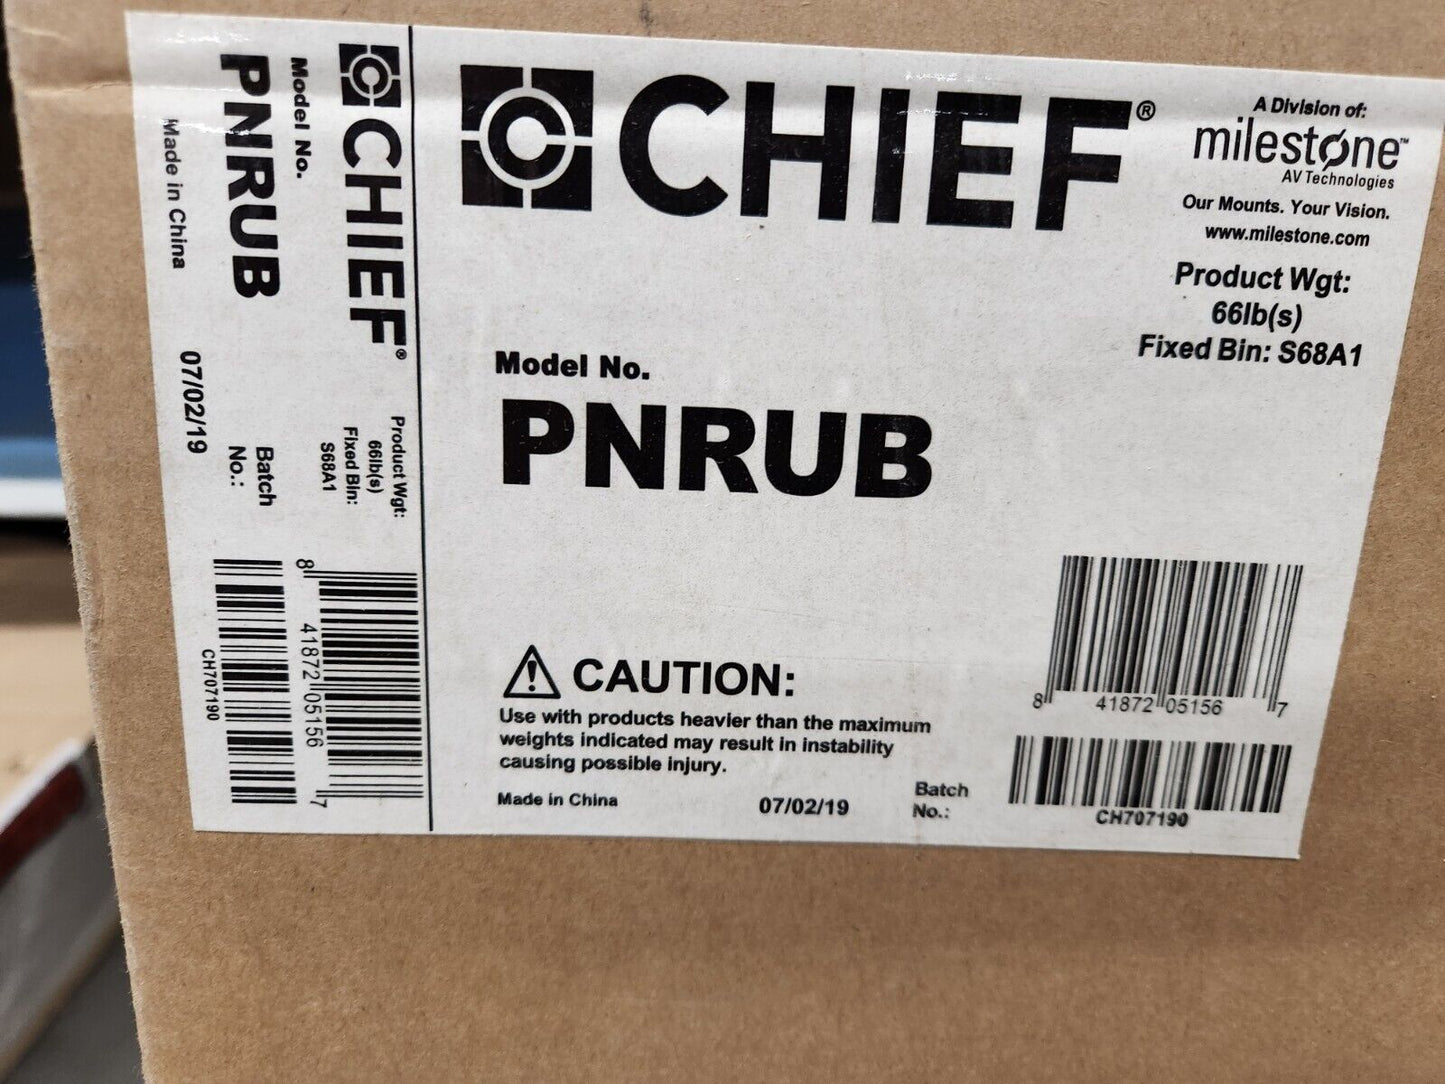 CHIEF®
Model No.
PNRUB
Made in China
07/02/19
Batch
No.:
Product Wgt:
66lb(s)
Fixed Bin:
S68A1
8 41872 05156 7
CH707190
CHIEF®
A Division of:
milestone™
AV Technologies
Our Mounts. Your Vision.
www.milestone.com
Product Wgt:
66lb(s)
Fixed Bin: S68A1
Model No.
PNRUB
CAUTION:
Use with products heavier than the maximum
weights indicated may result in instability
causing possible injury.
Made in China
07/02/19
Batch
No.:
8 41872 05156 7
CH707190